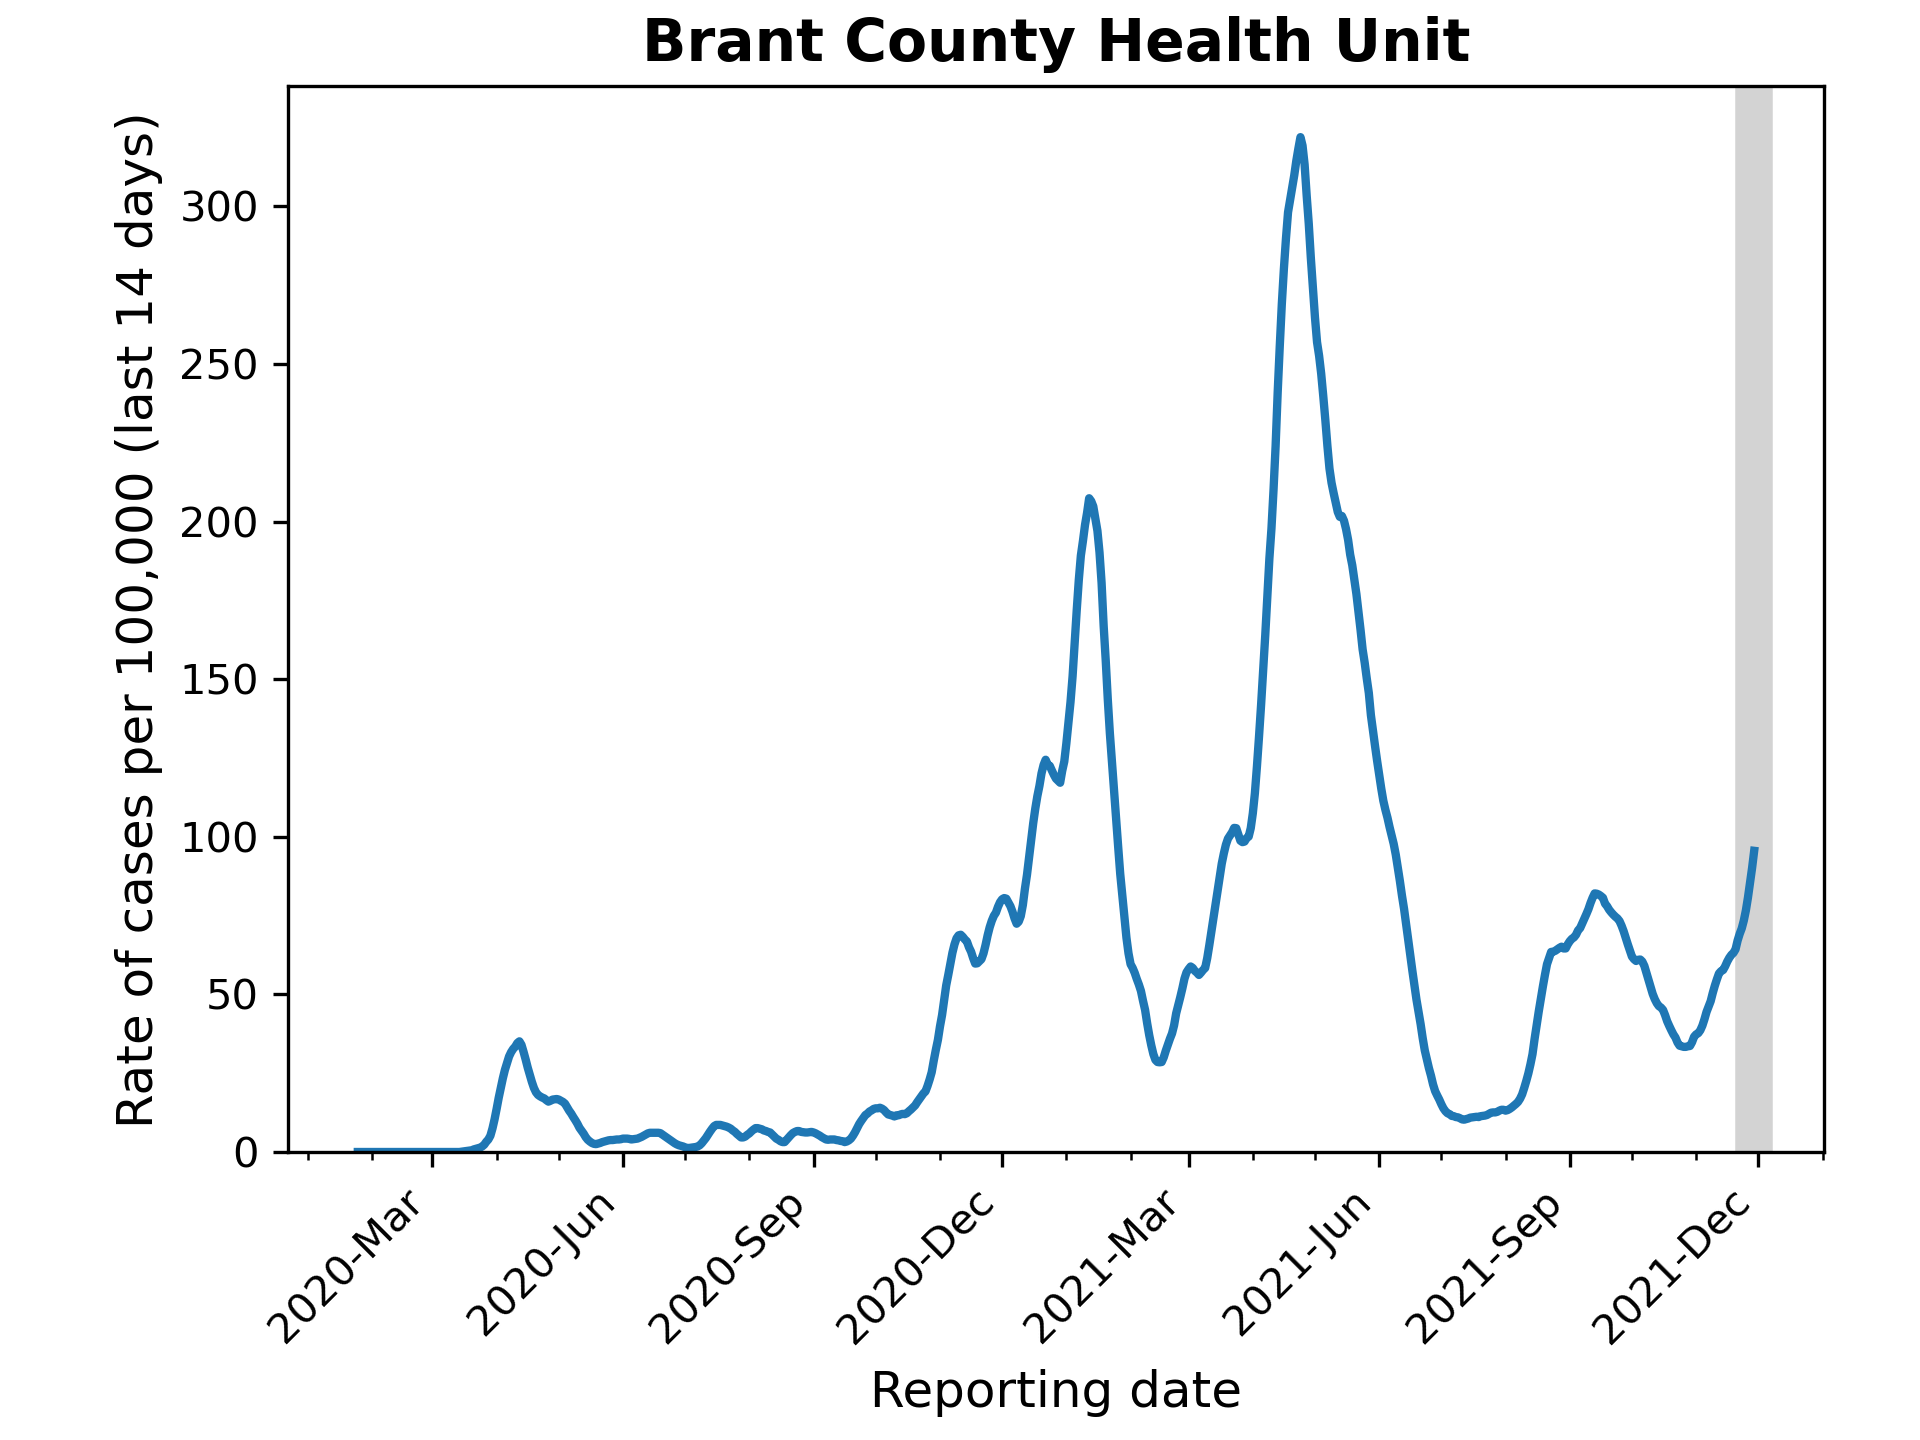 Brant County Health Unit
Rate of cases per 100,000 (last 14 days)
300
250
200
150
100
50
0
2020-Mar
2020-Jun
2020-Sep
2020-Dec
2021-Mar
2021-Jun
2021-Sep
2021-Dec
Reporting date